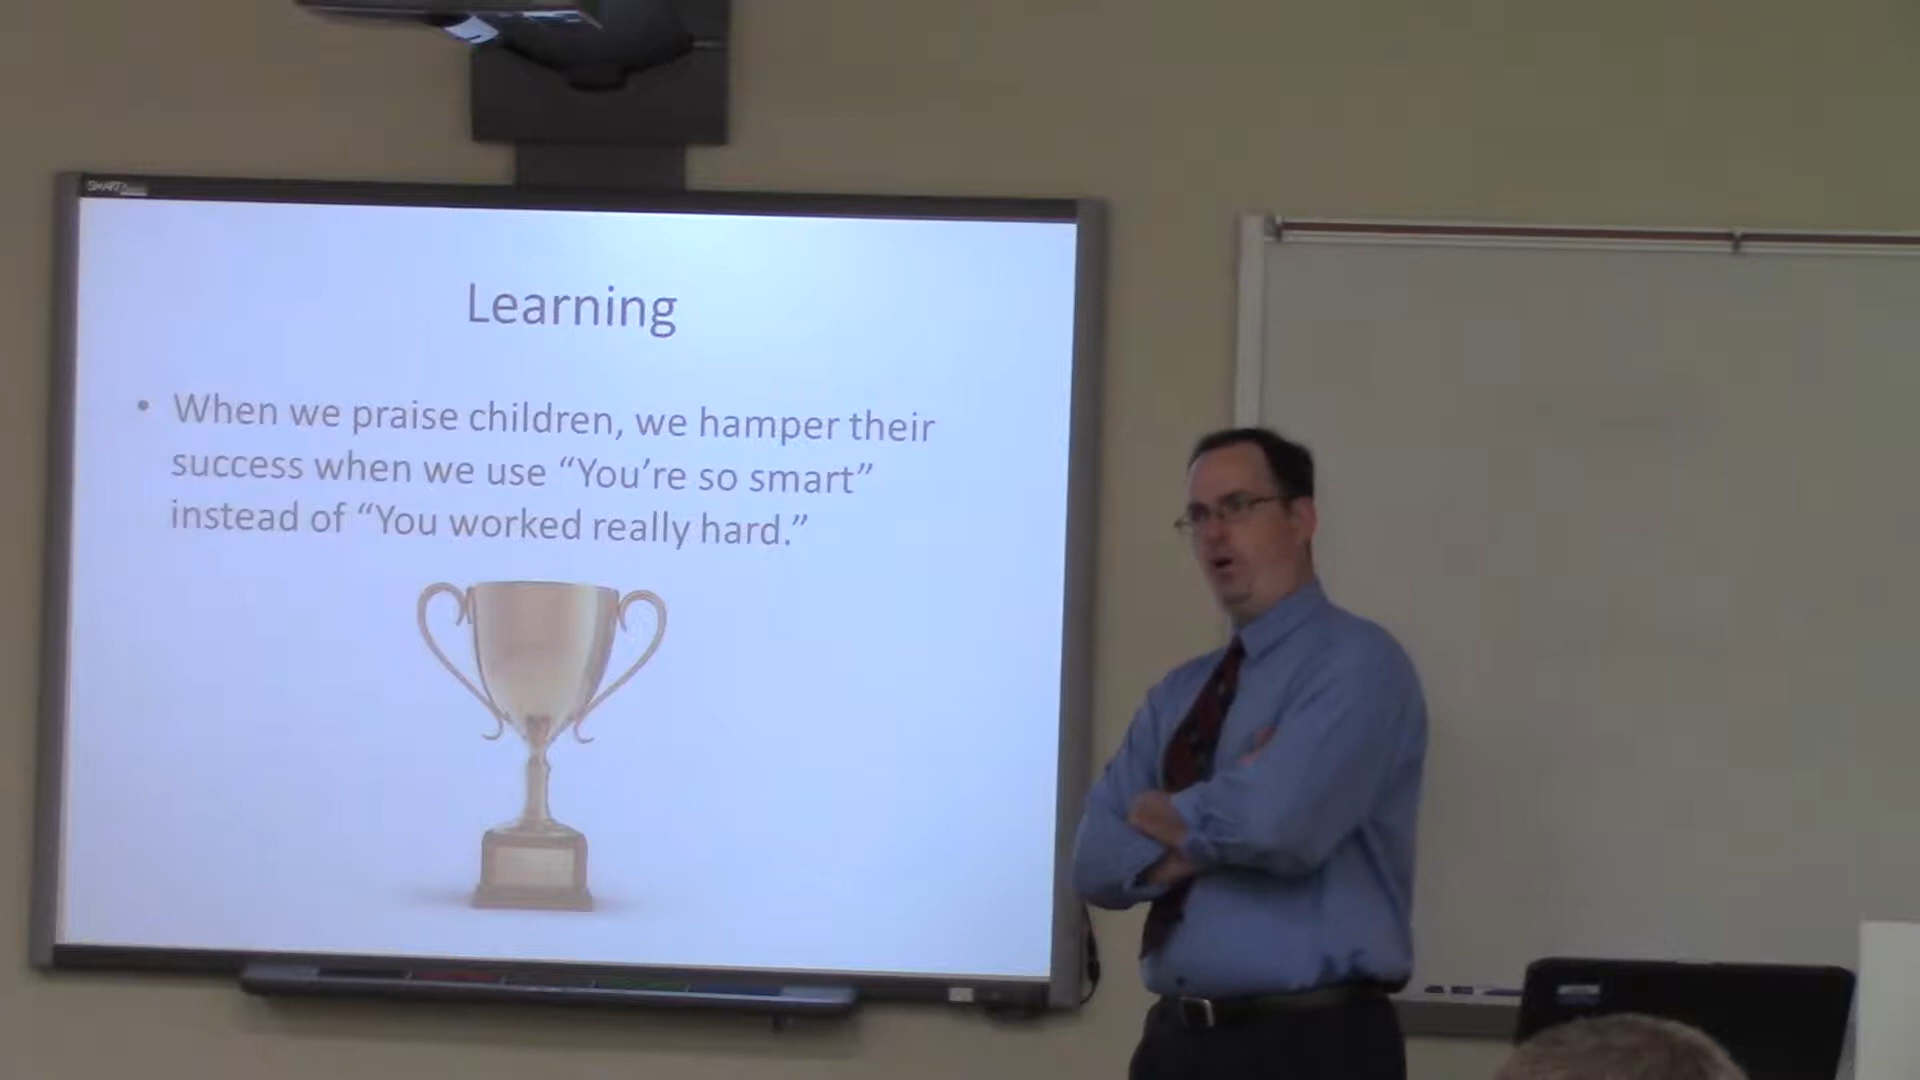 SMART
Learning
• When we praise children, we hamper their
success when we use “You’re so smart”
instead of “You worked really hard.”